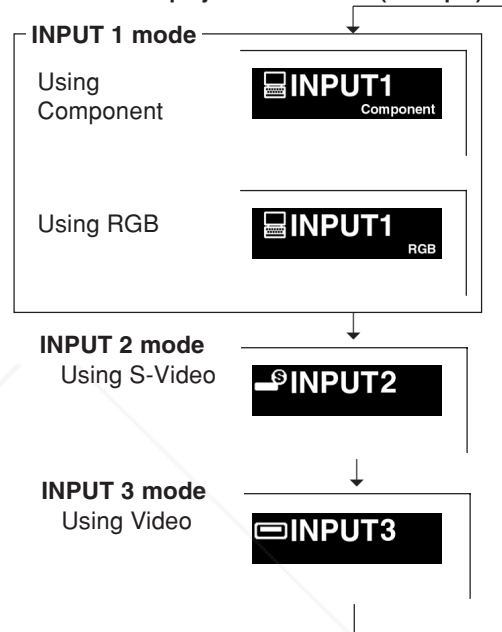 INPUT 1 mode
Using
Component
INPUT1
Component
Using RGB
INPUT1
RGB
INPUT 2 mode
Using S-Video
S
INPUT2
INPUT 3 mode
Using Video
INPUT3